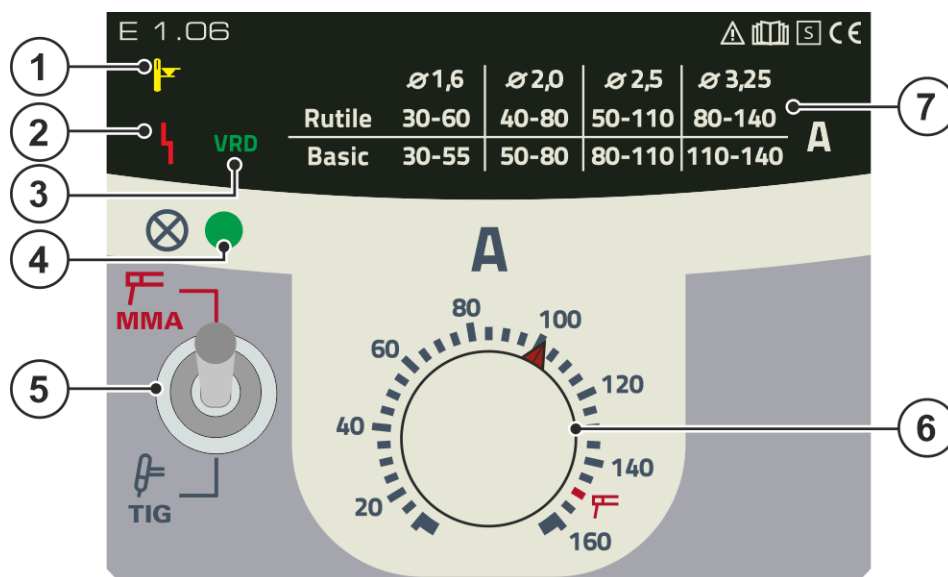 E 1.06
S CE
ø 1,6 ø 2,0 ø 2,5 ø 3,25
Rutile 30-60 40-80 50-110 80-140
A
Basic 30-55 50-80 80-110 110-140
VRD
A
MMA
TIG
20
40
60
80
100
120
140
160
1
2
3
4
5
6
7